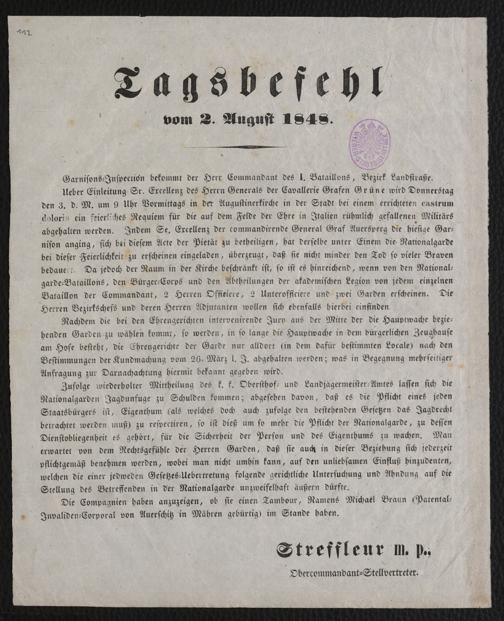 112
Tagsbefehl
vom 2. August 1848.
Garnisons-Inspection bekommt der Herr Commandant des I. Bataillons, Bezirk Landstraße.
Ueber Einleitung Sr. Excellenz des Herrn Generals der Cavallerie Grafen Grüne wird Donnerstag
den 3. d. M. um 9 Uhr Vormittags in der Augustinerkirche in der Stadt bei einem errichteten castrum
doloris ein feierliches Requiem für die auf dem Felde der Ehre in Italien rühmlich gefallenen Militärs
abgehalten werden. Indem Se. Excellenz der commandirende General Graf Auersperg die hiesige Gar-
nison anging, sich bei diesem Acte der Pietät zu betheiligen, hat derselbe unter Einem die Nationalgarde
bei dieser Feierlichkeit zu erscheinen eingeladen, überzeugt, daß sie nicht minder den Tod so vieler Braven
bedauert. Da jedoch der Raum in der Kirche beschränkt ist, so ist es hinreichend, wenn von den National-
garde-Bataillons, den Bürger-Corps und den Abtheilungen der akademischen Legion von jedem einzelnen
Bataillon der Commandant, 2 Herren Officiere, 2 Unterofficiere und zwei Garden erscheinen. Die
Herren Bezirkschefs und deren Herren Adjutanten wollen sich ebenfalls hierbei einfinden.
Nachdem die bei den Ehrengerichten intervenirende Jury aus der Mitte der die Hauptwache bezie-
henden Garden zu wählen kommt, so werden, in so lange die Hauptwache in dem bürgerlichen Zeughause
am Hofe besteht, die Ehrengerichte der Garde nur alldort (in dem dafür bestimmten Locale) nach den
Bestimmungen der Kundmachung vom 26. März l. J. abgehalten werden; was in Begegnung mehrseitiger
Anfragung zur Darnachachtung hiermit bekannt gegeben wird.
Zufolge wiederholter Mittheilung des k. k. Obersthof- und Landjägermeister-Amtes lassen sich die
Nationalgarden Jagdunfuge zu Schulden kommen; abgesehen davon, daß es die Pflicht eines jeden
Staatsbürgers ist, Eigenthum (als welches doch auch zufolge den bestehenden Gesetzen das Jagdrecht
betrachtet werden muß) zu respectiren, so ist dieß um so mehr die Pflicht der Nationalgarde, zu dessen
Dienstobliegenheit es gehört, für die Sicherheit der Person und des Eigenthums zu wachen. Man
erwartet von dem Rechtsgefühle der Herren Garden, daß sie auch in dieser Beziehung sich jederzeit
pflichtgemäß benehmen werden, wobei man nicht umhin kann, auf den unliebsamen Einfluß hinzudeuten,
welchen die einer jedweden Gesetzes-Uebertretung folgende gerichtliche Untersuchung und Ahndung auf die
Stellung des Betreffenden in der Nationalgarde unzweifelhaft äußern dürfte.
Die Compagnien haben anzuzeigen, ob sie einen Tambour, Namens Michael Braun (Patental-
Invaliden-Corporal von Auerschitz in Mähren gebürtig) im Stande haben.
Streffleur m. p.,
Obercommandant-Stellvertreter.